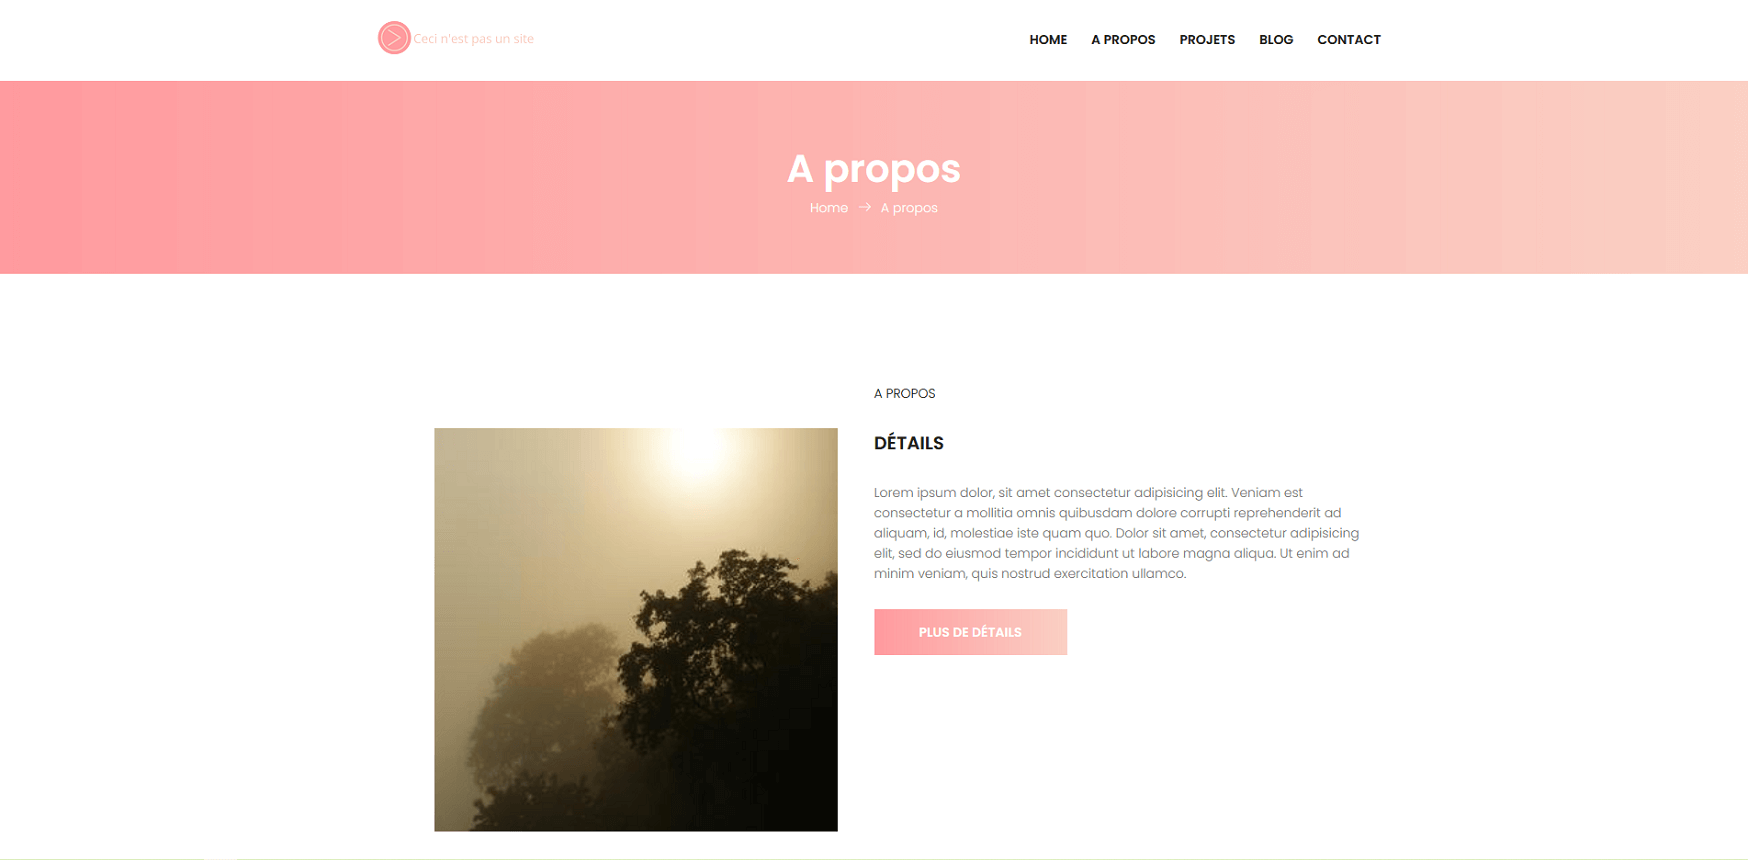 Ceci n'est pas un site
HOME A PROPOS PROJETS BLOG CONTACT
A propos
Home → A propos
A PROPOS
DÉTAILS
Lorem ipsum dolor, sit amet consectetur adipisicing elit. Veniam est
consectetur a mollitia omnis quibusdam dolore corrupti reprehenderit ad
aliquam, id, molestiae iste quam quo. Dolor sit amet, consectetur adipisicing
elit, sed do eiusmod tempor incididunt ut labore magna aliqua. Ut enim ad
minim veniam, quis nostrud exercitation ullamco.
PLUS DE DÉTAILS